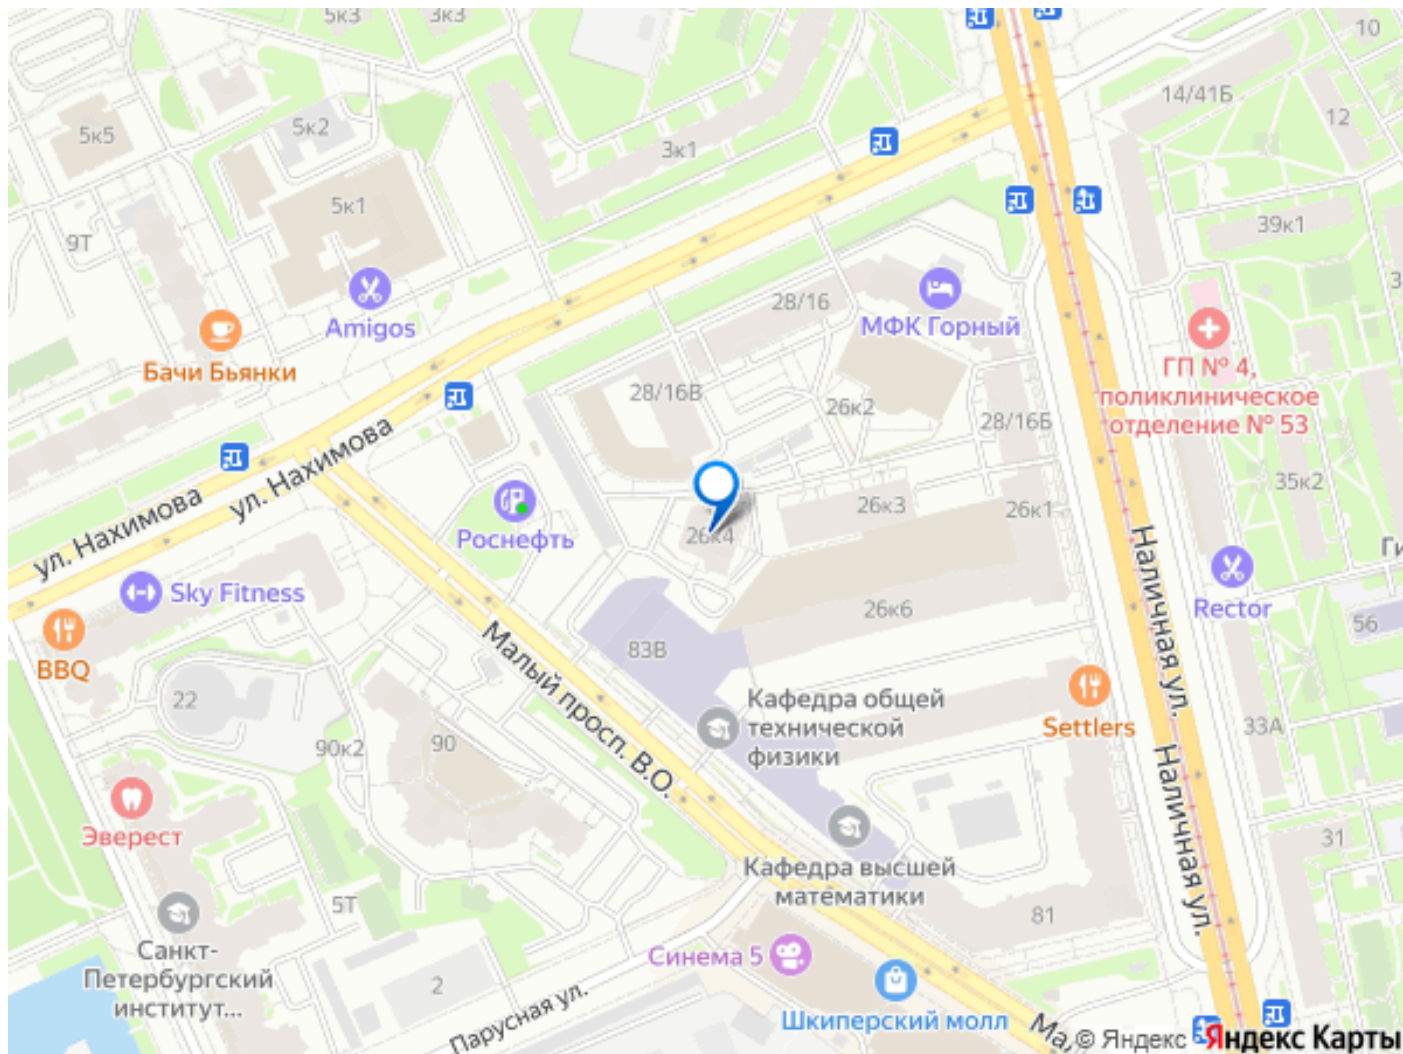 5к3
3к3
10
14/41Б
12
5к5
5к2
3к1
5к1
39к1
9Т
Amigos
Бачи Бьянки
28/16
МФК Горный
ГП № 4,
поликлиническое
отделение № 53
28/16В
26к2
28/16Б
35к2
ул. Нахимова
ул. Нахимова
Роснефть
26к4
26к3
26к1
Наличная ул.
Sky Fitness
BBQ
Rector
56
26к6
83В
Малый просп. В.О.
22
90к2
90
Кафедра общей
технической
физики
Settlers
33А
Наличная ул.
Эверест
31
Кафедра высшей
математики
81
5Т
Санкт-
Петербургский
институт...
2
Парусная ул.
Синема 5
Шкиперский молл
© Яндекс
Яндекс Карты